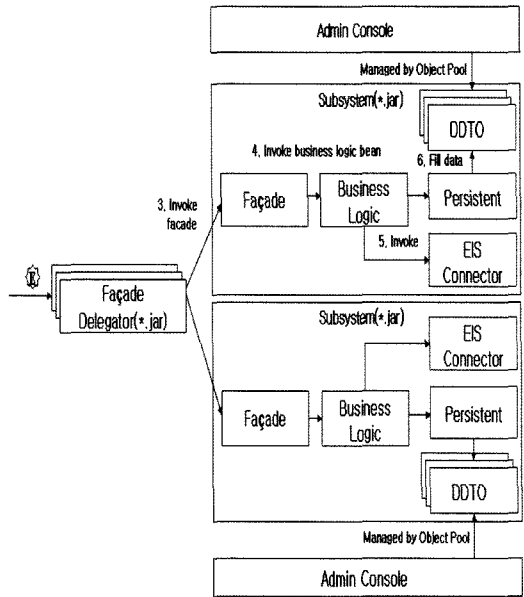 Admin Console
Managed by Object Pool
Subsystem(*.jar)
DDTO
4. Invoke business logic bean
6. Fill data
3. Invoke
facade
Façade
Business
Logic
Persistent
5. Invoke
EIS
Connector
Façade
Delegator(*.jar)
Subsystem(*.jar)
EIS
Connector
Façade
Business
Logic
Persistent
DDTO
Managed by Object Pool
Admin Console